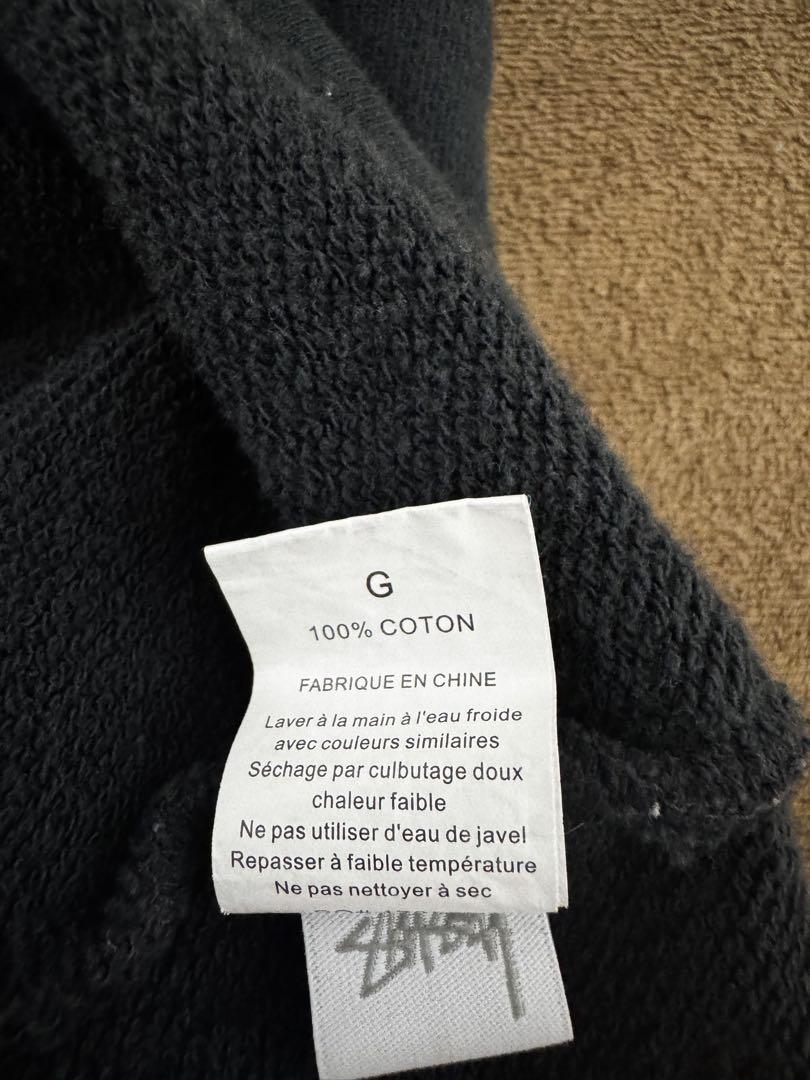 G
100% COTON
FABRIQUE EN CHINE
Laver à la main à l'eau froide
avec couleurs similaires
Séchage par culbutage doux
chaleur faible
Ne pas utiliser d'eau de javel
Repasser à faible température
Ne pas nettoyer à sec